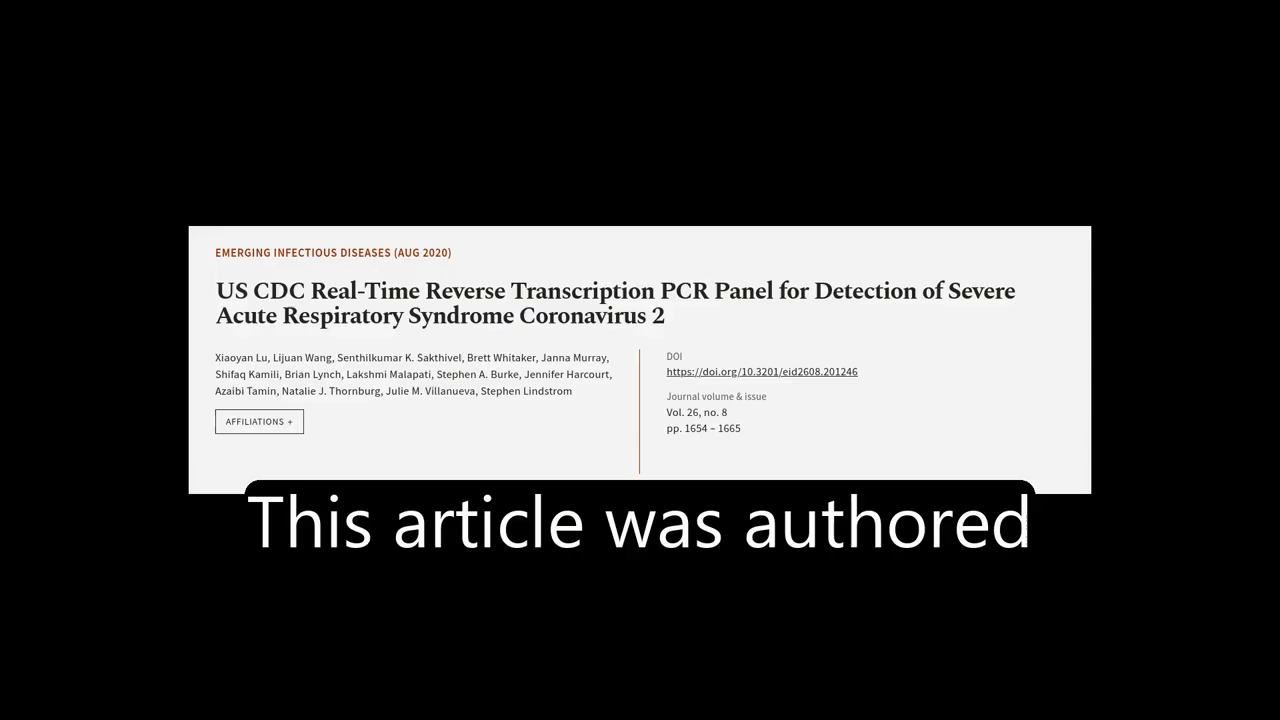 EMERGING INFECTIOUS DISEASES (AUG 2020)
US CDC Real-Time Reverse Transcription PCR Panel for Detection of Severe
Acute Respiratory Syndrome Coronavirus 2
Xiaoyan Lu, Lijuan Wang, Senthilkumar K. Sakthivel, Brett Whitaker, Janna Murray,
Shifaq Kamili, Brian Lynch, Lakshmi Malapati, Stephen A. Burke, Jennifer Harcourt,
Azaibi Tamin, Natalie J. Thornburg, Julie M. Villanueva, Stephen Lindstrom
AFFILIATIONS +
DOI
https://doi.org/10.3201/eid2608.201246
Journal volume & issue
Vol. 26, no. 8
pp. 1654 – 1665
This article was authored